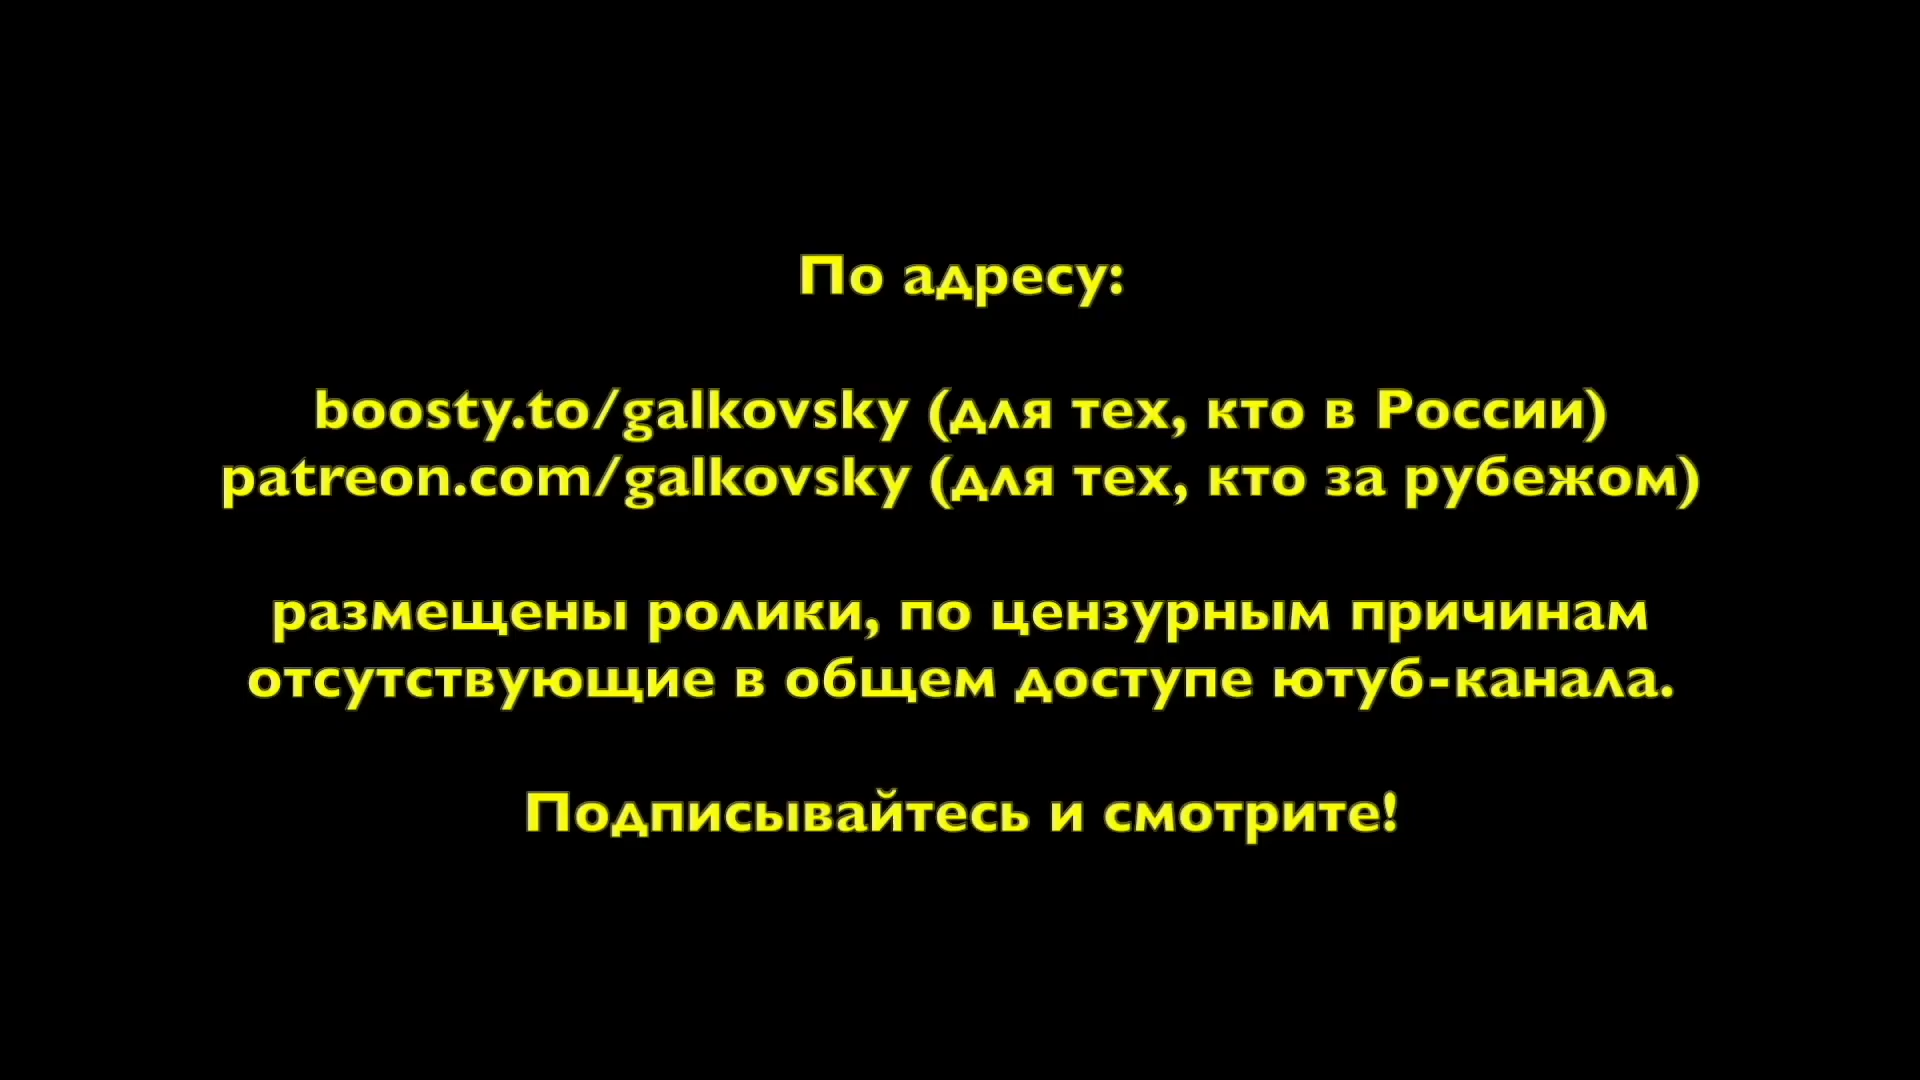 По адресу:
boosty.to/galkovsky (для тех, кто в России)
patreon.com/galkovsky (для тех, кто за рубежом)
размещены ролики, по цензурным причинам
отсутствующие в общем доступе ютуб-канала.
Подписывайтесь и смотрите!